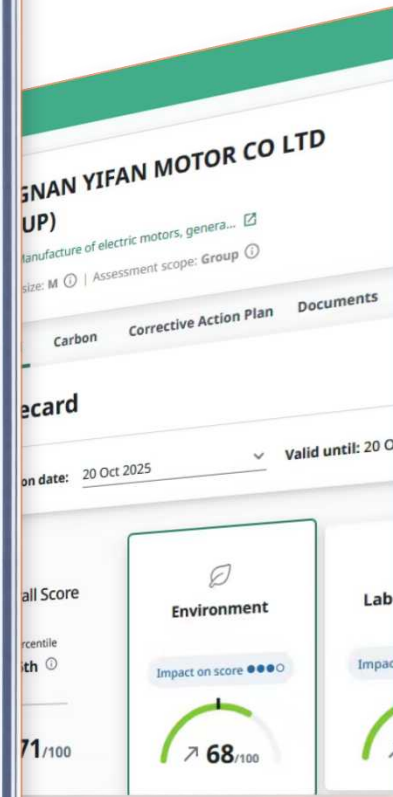 GNAN YIFAN MOTOR CO LTD
UP)
Manufacture of electric motors, genera...
size: M | Assessment scope: Group
Carbon Corrective Action Plan Documents
ecard
on date: 20 Oct 2025 Valid until: 20 O
all Score
rcentile
th
71/100
Environment
Impact on score
68/100
Lab
Impac